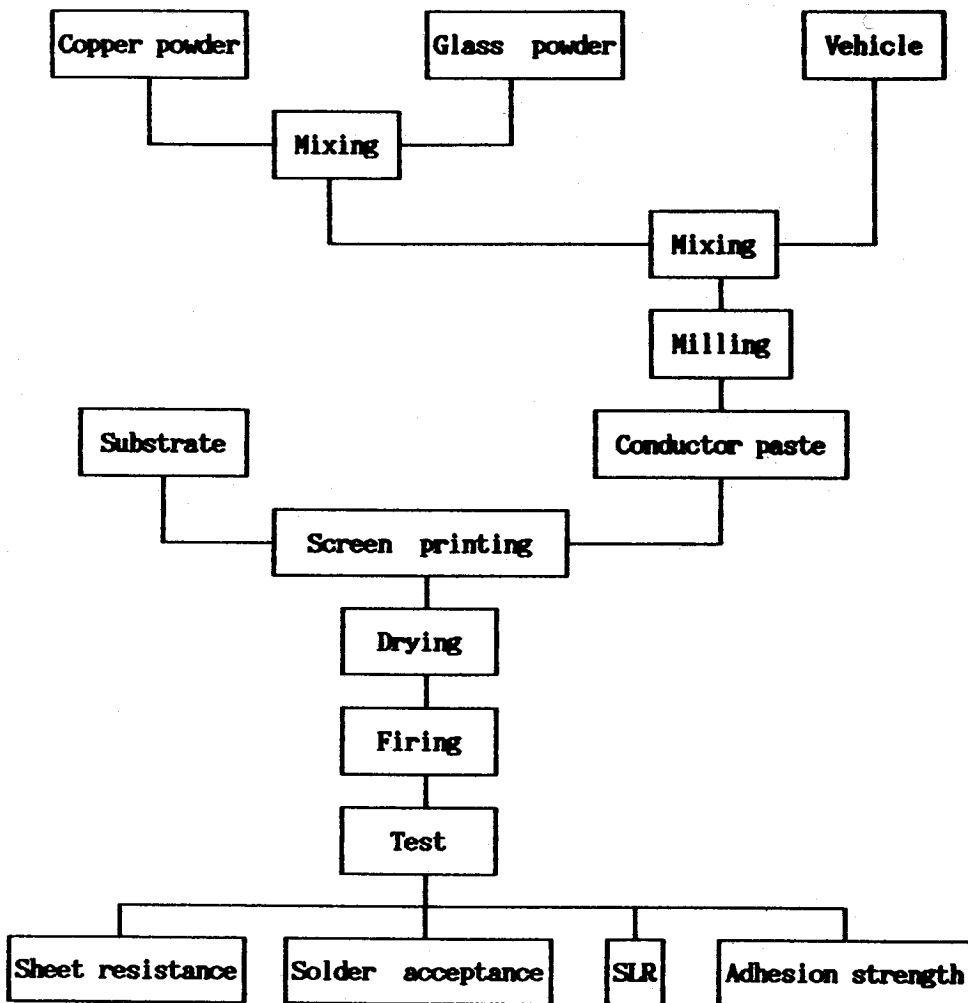 Copper powder
Glass powder
Vehicle
Mixing
Mixing
Milling
Substrate
Conductor paste
Screen printing
Drying
Firing
Test
Sheet resistance
Solder acceptance
SLR
Adhesion strength